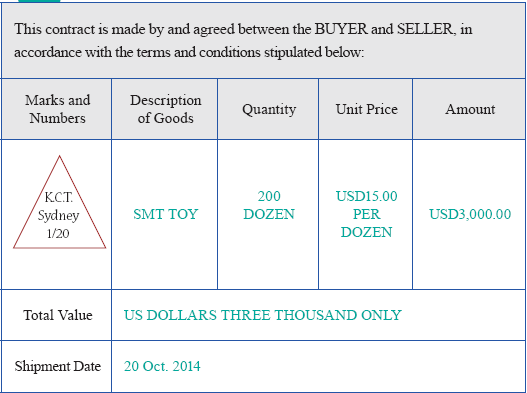 This contract is made by and agreed between the BUYER and SELLER, in
accordance with the terms and conditions stipulated below:
Marks and
Numbers
Description
of Goods
Quantity
Unit Price
Amount
K.C.T.
Sydney
1/20
SMT TOY
200
DOZEN
USD15.00
PER
DOZEN
USD3,000.00
Total Value
US DOLLARS THREE THOUSAND ONLY
Shipment Date
20 Oct. 2014